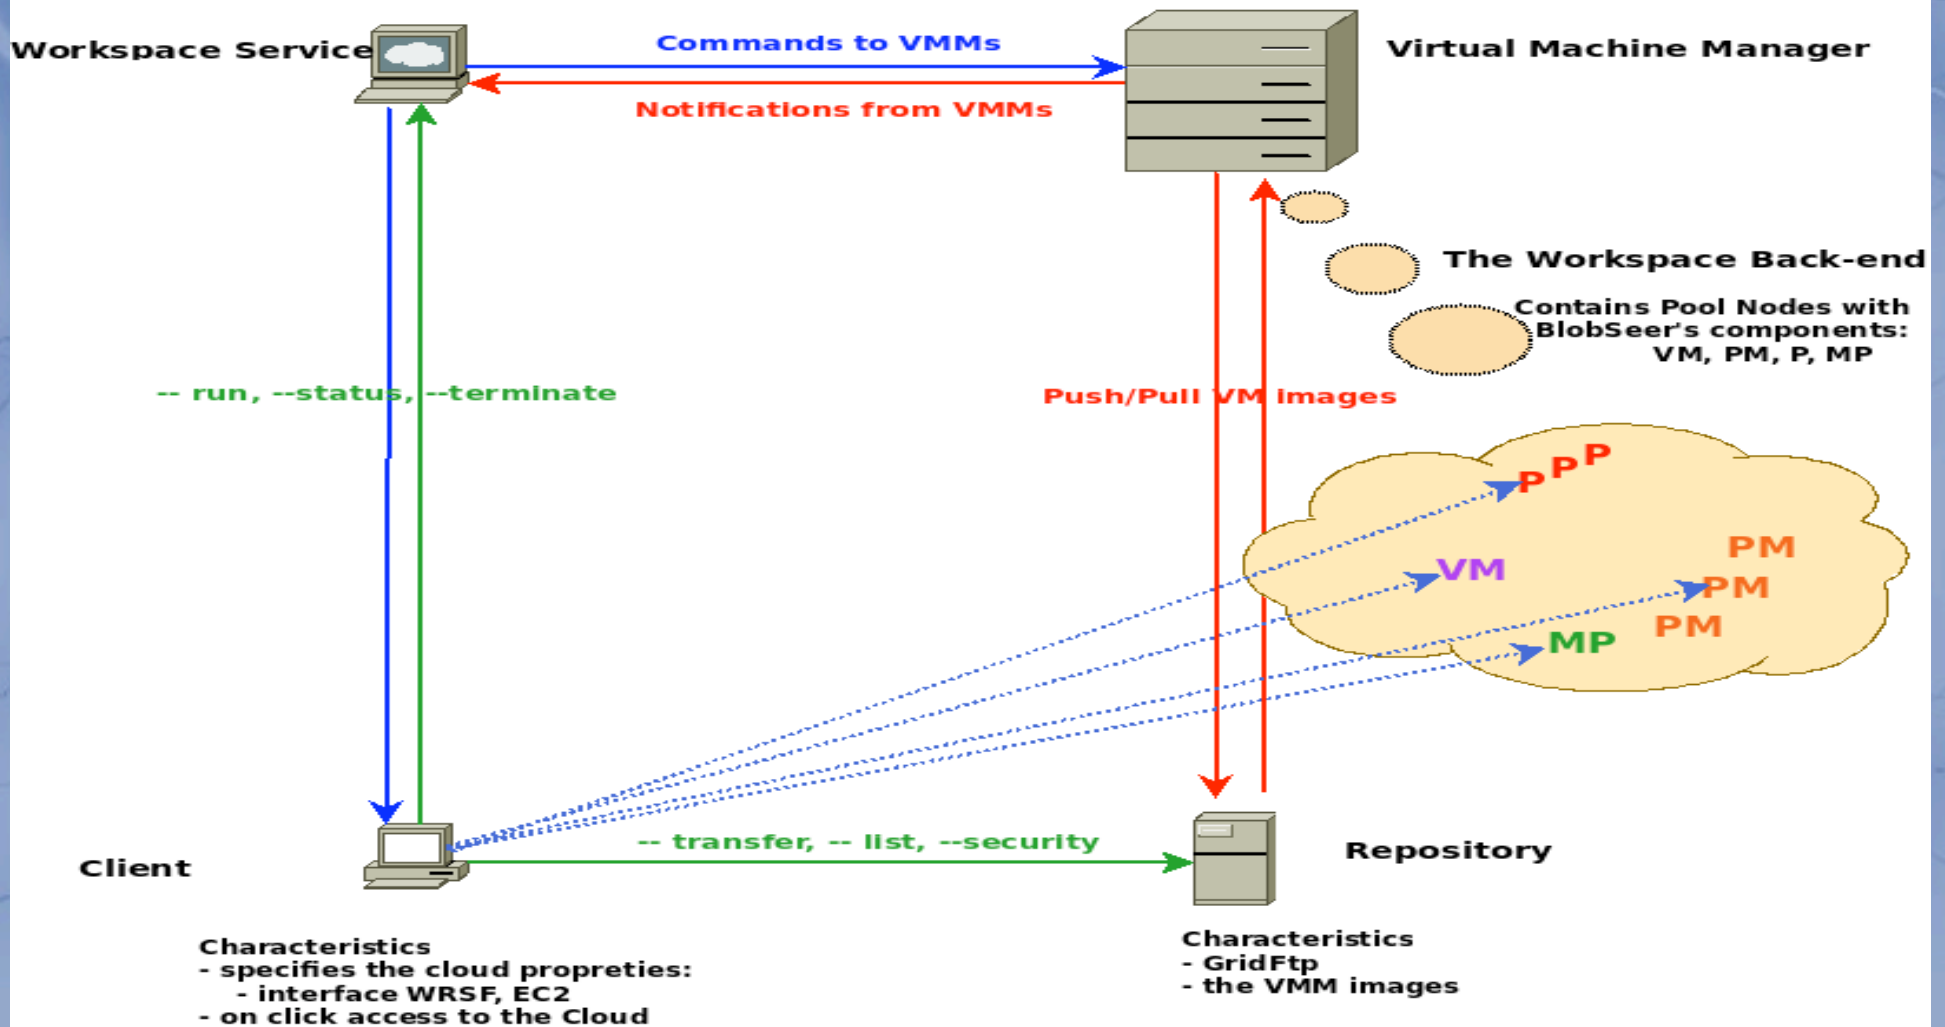 Workspace Service
Commands to VMMs
Virtual Machine Manager
Notifications from VMMs
The Workspace Back-end
Contains Pool Nodes with
BlobSeer's components:
VM, PM, P, MP
-- run, --status, --terminate
Push/Pull VM images
P P P
PM
VM
PM
PM
MP
-- transfer, -- list, --security
Repository
Client
Characteristics
- specifies the cloud propreties:
- interface WRSF, EC2
- on click access to the Cloud
Characteristics
- GridFtp
- the VMM images